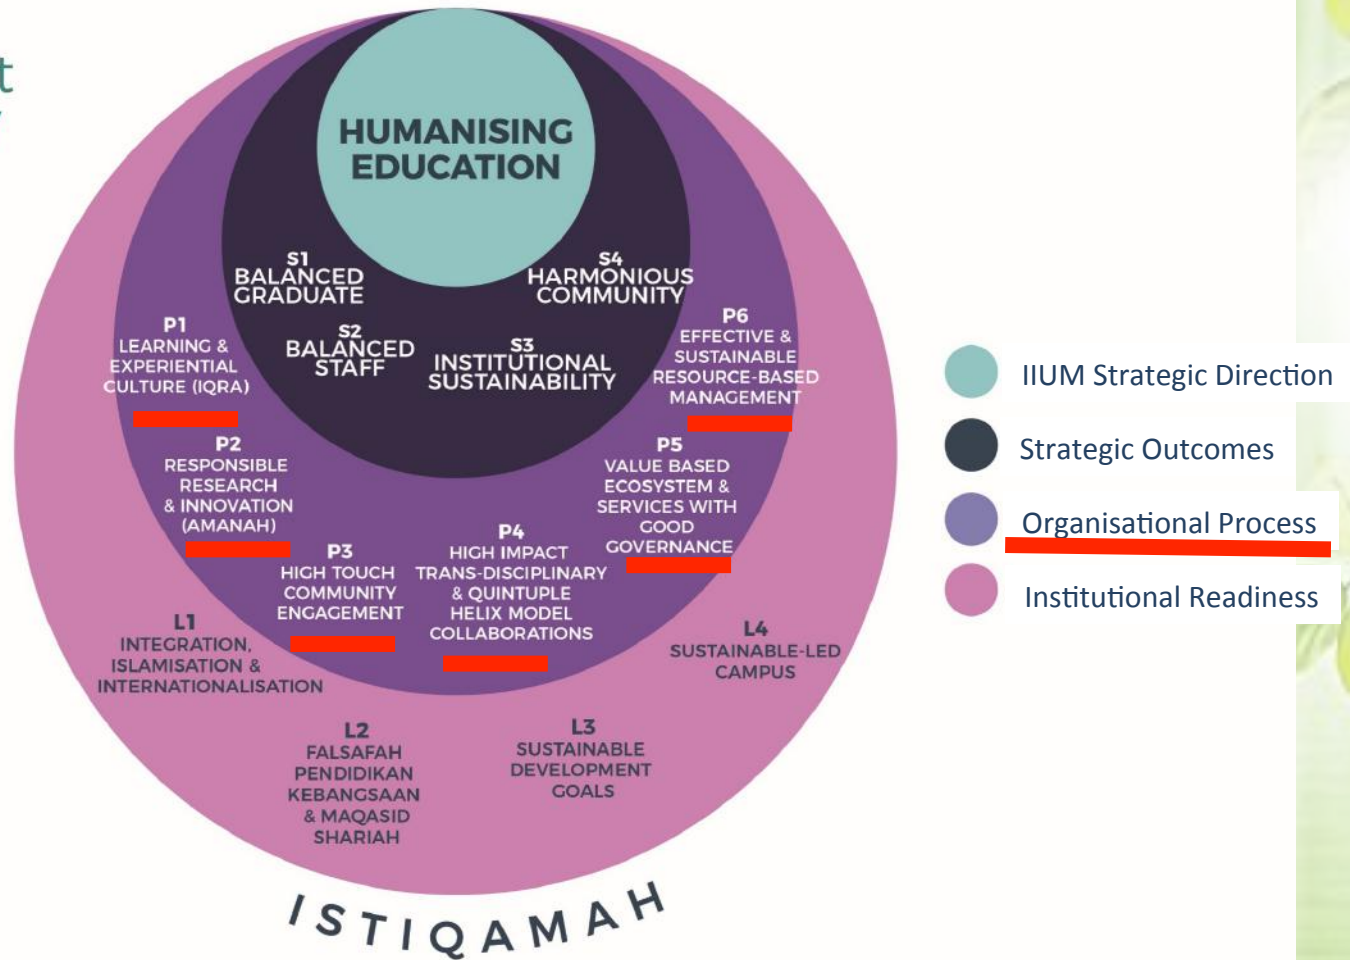 t
HUMANISING
EDUCATION
S1
BALANCED
GRADUATE
S4
HARMONIOUS
COMMUNITY
S2
BALANCED
STAFF
S3
INSTITUTIONAL
SUSTAINABILITY
P1
LEARNING &
EXPERIENTIAL
CULTURE (IQRA)
P6
EFFECTIVE &
SUSTAINABLE
RESOURCE-BASED
MANAGEMENT
P2
RESPONSIBLE
RESEARCH
& INNOVATION
(AMANAH)
P5
VALUE BASED
ECOSYSTEM &
SERVICES WITH
GOOD
GOVERNANCE
P3
HIGH TOUCH
COMMUNITY
ENGAGEMENT
P4
HIGH IMPACT
TRANS-DISCIPLINARY
& QUINTUPLE
HELIX MODEL
COLLABORATIONS
L1
INTEGRATION,
ISLAMISATION &
INTERNATIONALISATION
L4
SUSTAINABLE-LED
CAMPUS
L2
FALSAFAH
PENDIDIKAN
KEBANGSAAN
& MAQASID
SHARIAH
L3
SUSTAINABLE
DEVELOPMENT
GOALS
ISTIQAMAH
IIUM Strategic Direction
Strategic Outcomes
Organisational Process
Institutional Readiness